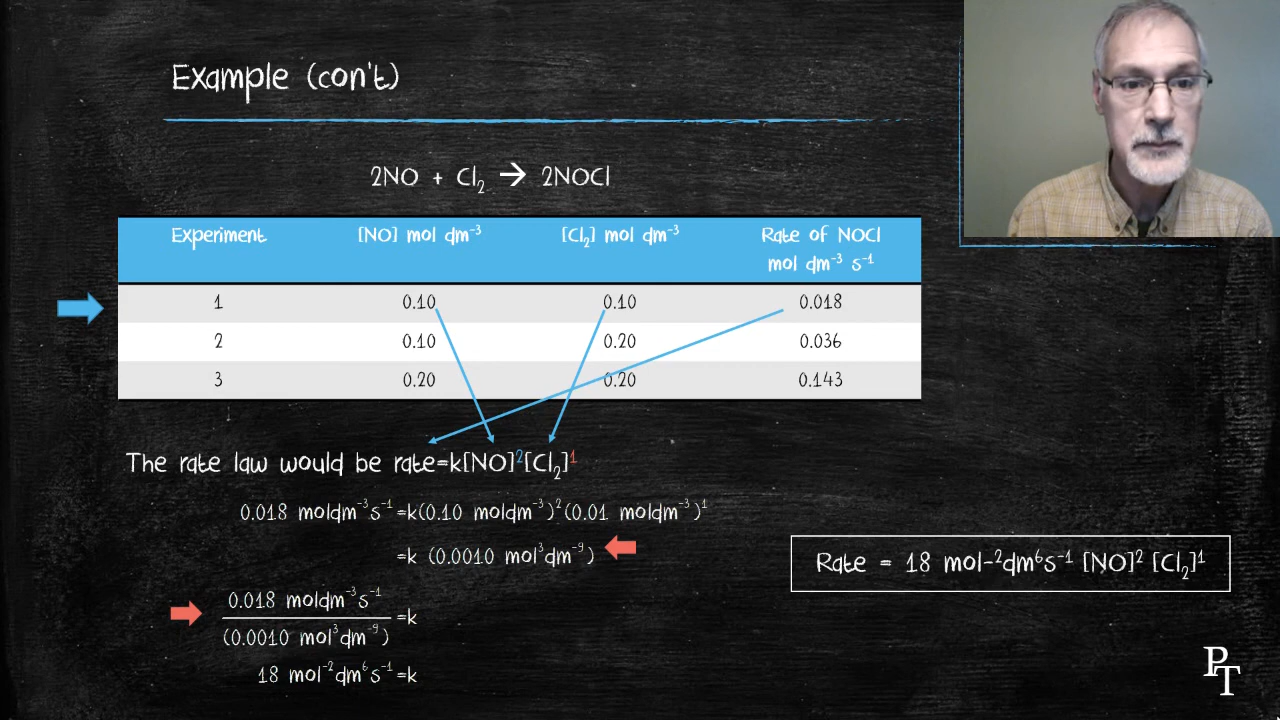 Example (con't)
2NO + Cl₂ → 2NOCl
Experiment [NO] mol dm⁻³ [Cl₂] mol dm⁻³ Rate of NOCl
mol dm⁻³ s⁻¹
1 0.10 0.10 0.018
2 0.10 0.20 0.036
3 0.20 0.20 0.143
The rate law would be rate=k[NO]²[Cl₂]¹
0.018 moldm⁻³s⁻¹=k(0.10 moldm⁻³)²(0.01 moldm⁻³)¹
=k (0.0010 mol³dm⁻⁹)
0.018 moldm⁻³s⁻¹
(0.0010 mol³dm⁻⁹)
=k
18 mol⁻²dm⁶s⁻¹=k
Rate = 18 mol-²dm⁶s⁻¹ [NO]² [Cl₂]¹
PT